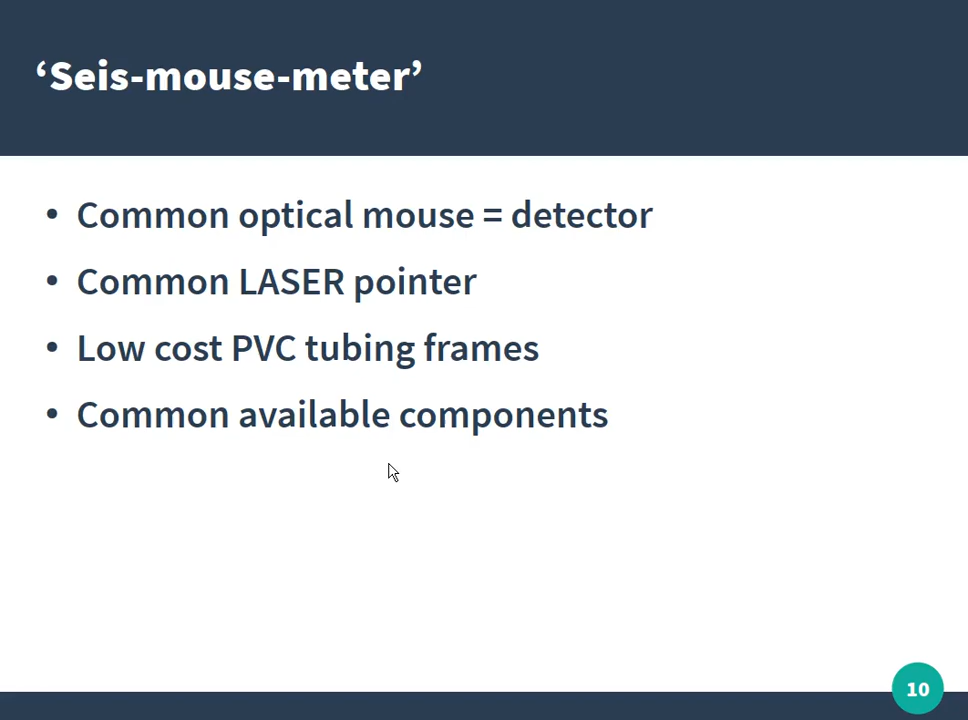 ‘Seis-mouse-meter’
• Common optical mouse = detector
• Common LASER pointer
• Low cost PVC tubing frames
• Common available components
10